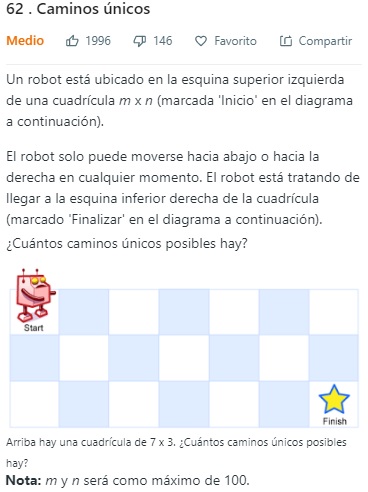 62 . Caminos únicos
Medio 1996 146 Favorito Compartir
Un robot está ubicado en la esquina superior izquierda
de una cuadrícula m x n (marcada 'Inicio' en el diagrama
a continuación).
El robot solo puede moverse hacia abajo o hacia la
derecha en cualquier momento. El robot está tratando de
llegar a la esquina inferior derecha de la cuadrícula
(marcado 'Finalizar' en el diagrama a continuación).
¿Cuántos caminos únicos posibles hay?
Start
Finish
Arriba hay una cuadrícula de 7 x 3. ¿Cuántos caminos únicos posibles
hay?
Nota: m y n será como máximo de 100.